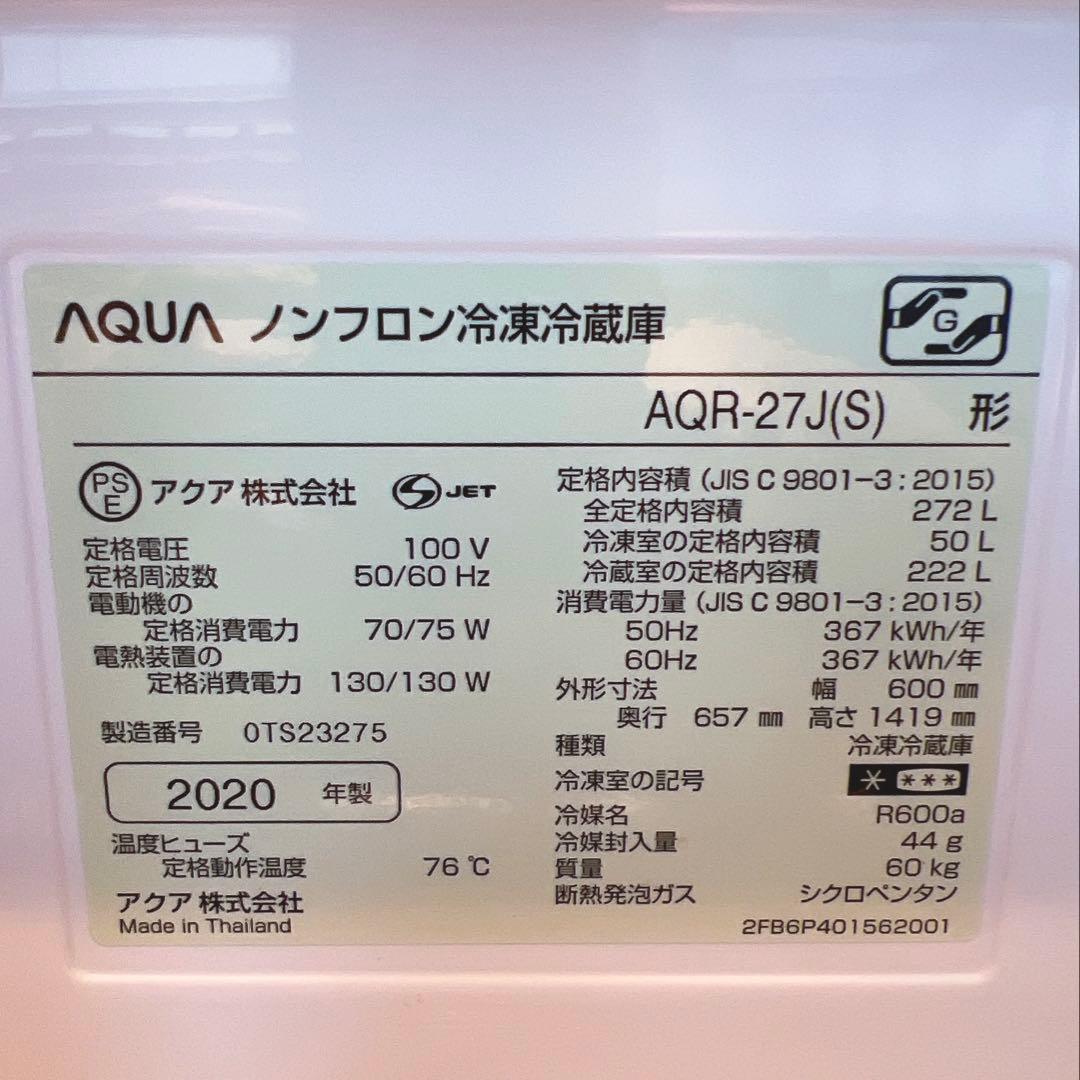 AQUA ノンフロン冷凍冷蔵庫
G
AQR-27J(S) 形
PS
E
アクア 株式会社
JET
定格電圧 100 V
定格周波数 50/60 Hz
電動機の
定格消費電力 70/75 W
電熱装置の
定格消費電力 130/130 W
製造番号 0TS23275
2020 年製
温度ヒューズ
定格動作温度 76 ℃
アクア 株式会社
Made in Thailand
定格内容積 (JIS C 9801-3 : 2015)
全定格内容積 272 L
冷凍室の定格内容積 50 L
冷蔵室の定格内容積 222 L
消費電力量 (JIS C 9801-3 : 2015)
50Hz 367 kWh/年
60Hz 367 kWh/年
外形寸法 幅 600 ㎜
奥行 657 ㎜ 高さ 1419 ㎜
種類 冷凍冷蔵庫
冷凍室の記号 * ***
冷媒名 R600a
冷媒封入量 44 g
質量 60 kg
断熱発泡ガス シクロペンタン
2FB6P401562001